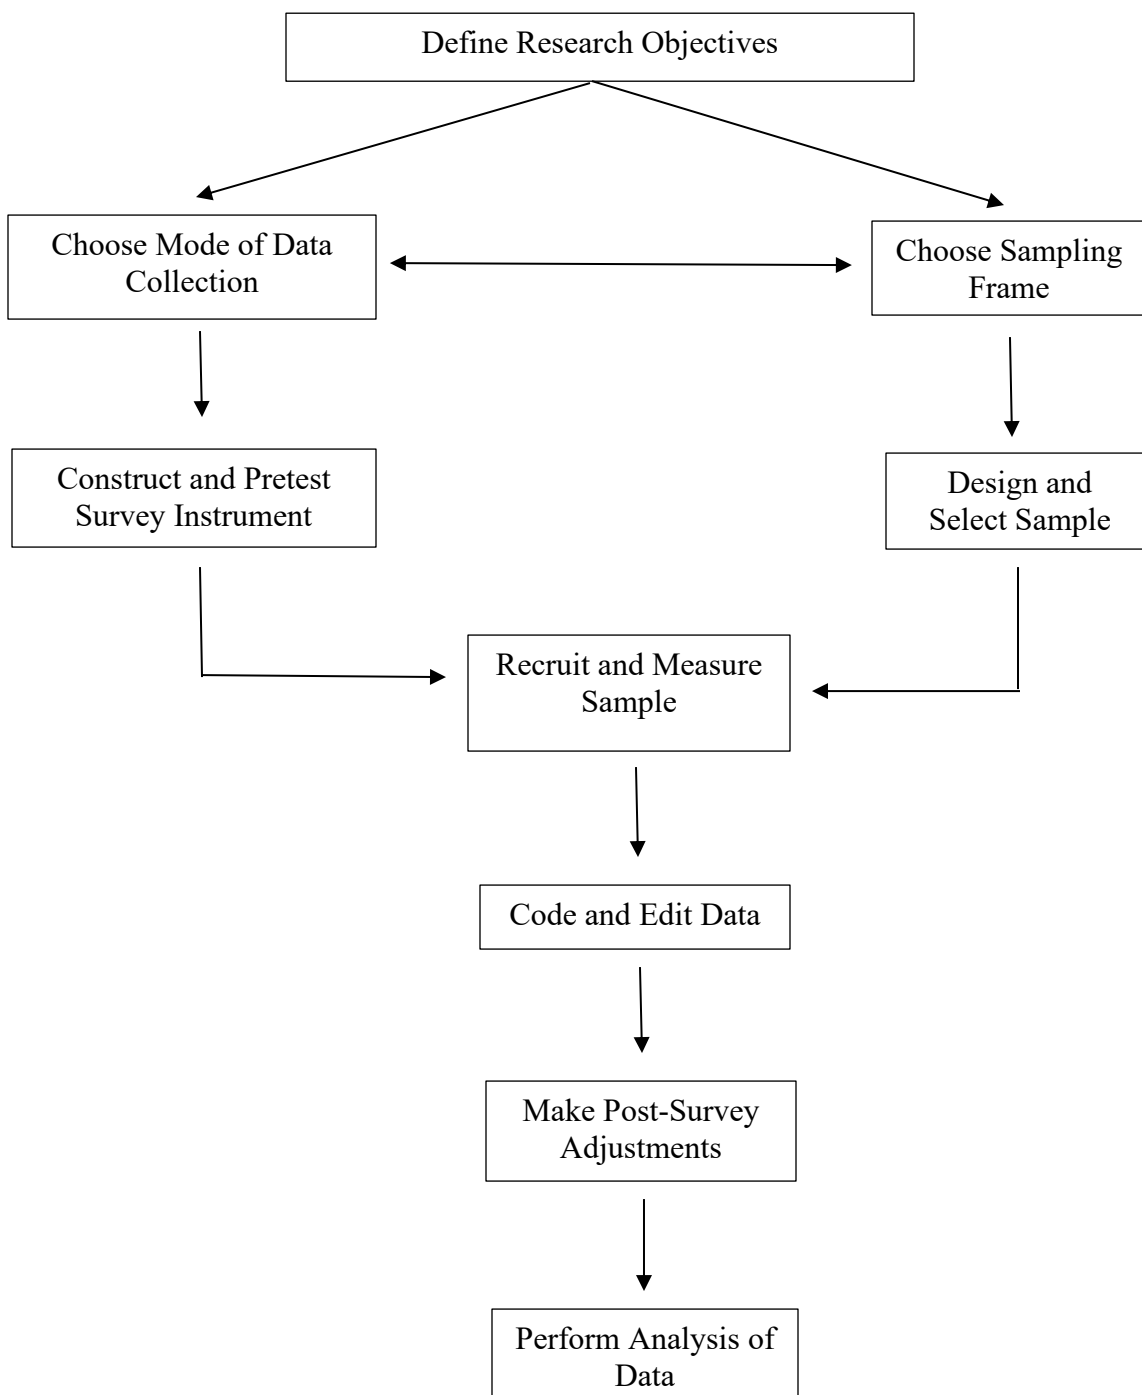 Define Research Objectives
Choose Mode of Data
Collection
Choose Sampling
Frame
Construct and Pretest
Survey Instrument
Design and
Select Sample
Recruit and Measure
Sample
Code and Edit Data
Make Post-Survey
Adjustments
Perform Analysis of
Data